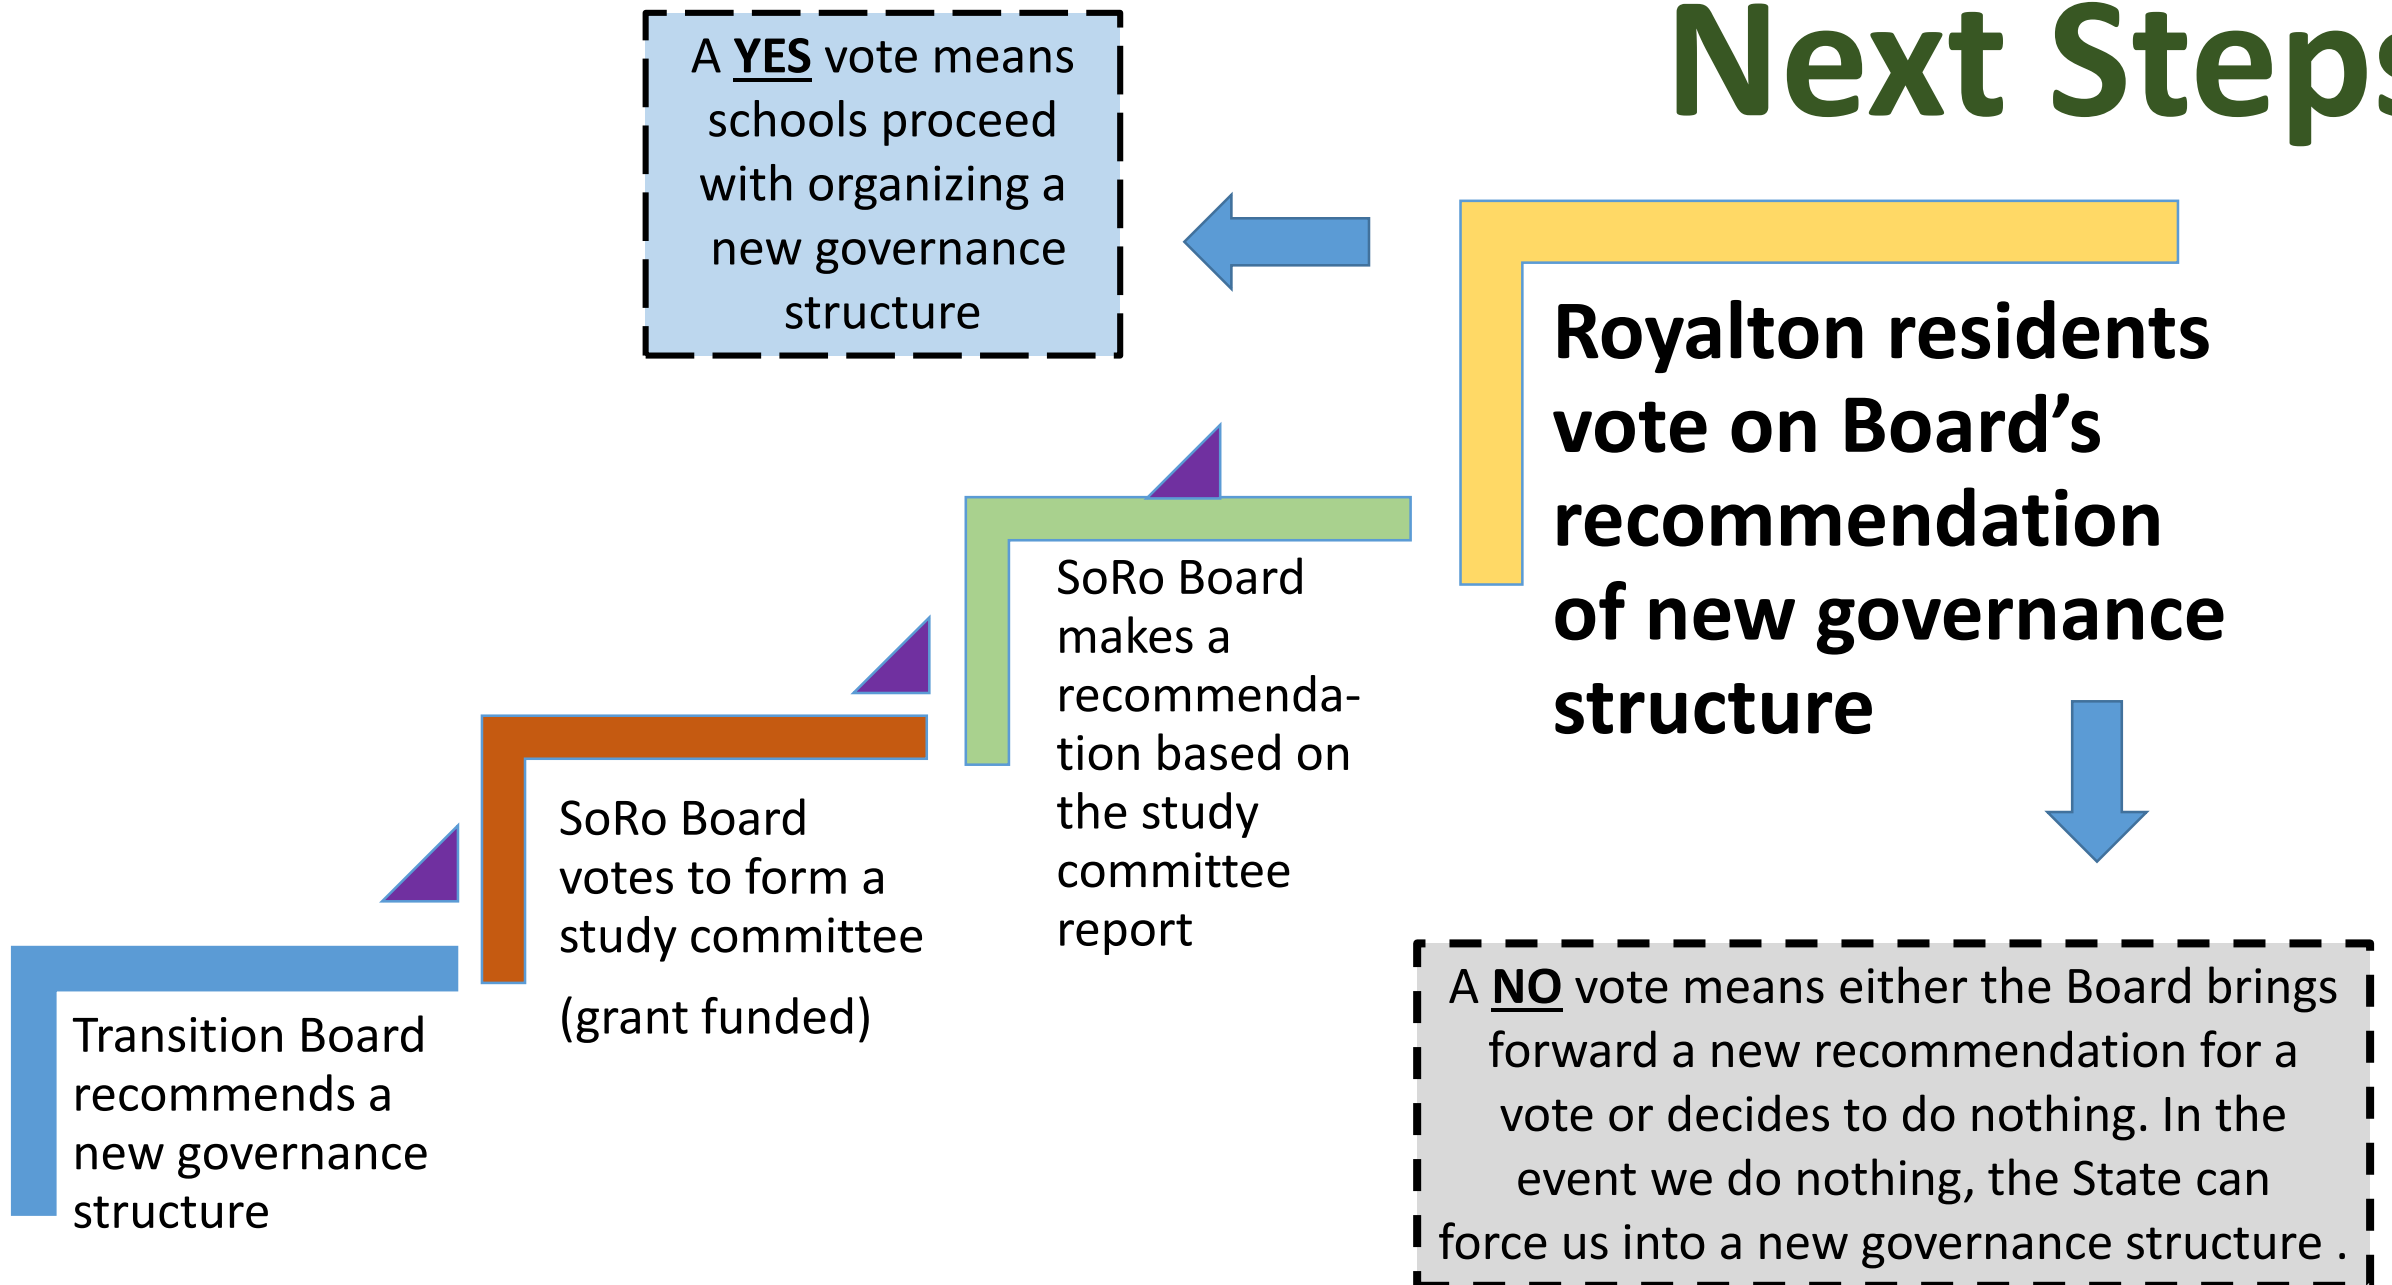 Next Steps
A YES vote means
schools proceed
with organizing a
new governance
structure
Royalton residents
vote on Board’s
recommendation
of new governance
structure
SoRo Board
makes a
recommenda-
tion based on
the study
committee
report
SoRo Board
votes to form a
study committee
(grant funded)
Transition Board
recommends a
new governance
structure
A NO vote means either the Board brings
forward a new recommendation for a
vote or decides to do nothing. In the
event we do nothing, the State can
force us into a new governance structure .